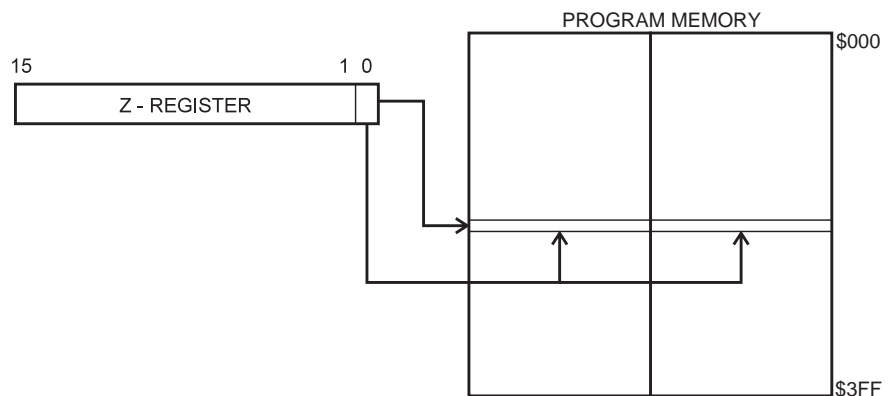 PROGRAM MEMORY
$000
15 1 0
Z - REGISTER
$3FF